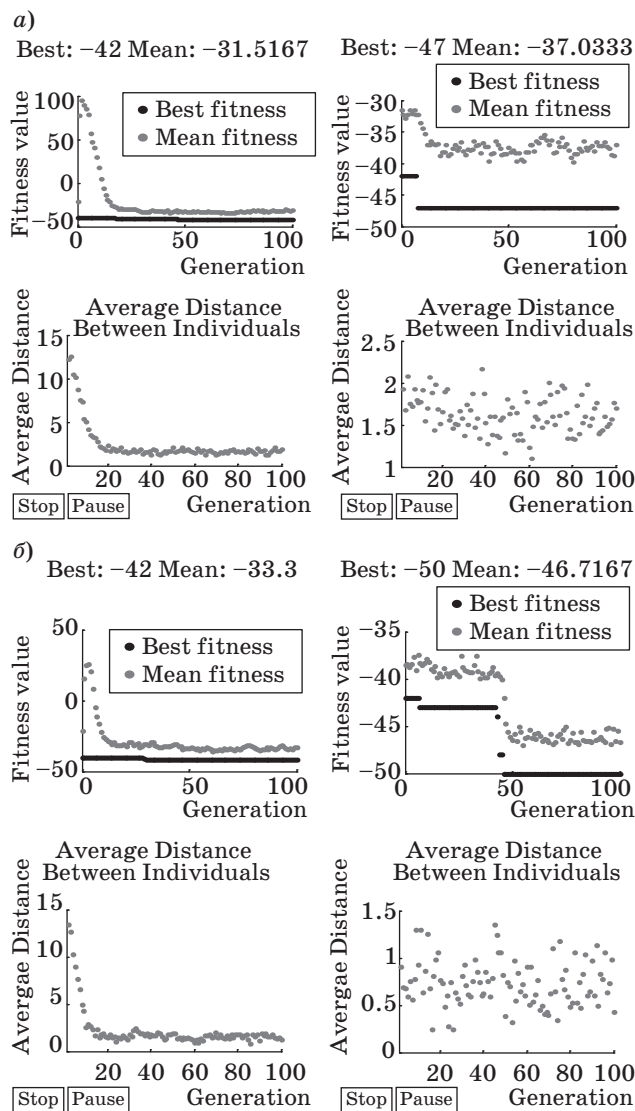 а)
Best: −42 Mean: −31.5167
Best fitness
Mean fitness
Fitness value
100
50
0
−50
0
50
100
Generation
Best: −47 Mean: −37.0333
Best fitness
Mean fitness
Fitness value
−30
−35
−40
−45
−50
0
50
100
Generation
Average Distance
Between Individuals
Avergae Distance
15
10
5
0
20
40
60
80
100
Generation
Stop
Pause
Average Distance
Between Individuals
Avergae Distance
2.5
2
1.5
1
0
20
40
60
80
100
Generation
Stop
Pause
б)
Best: −42 Mean: −33.3
Best fitness
Mean fitness
Fitness value
50
0
−50
0
50
100
Generation
Best: −50 Mean: −46.7167
Best fitness
Mean fitness
Fitness value
−35
−40
−45
−50
0
50
100
Generation
Average Distance
Between Individuals
Avergae Distance
15
10
5
0
20
40
60
80
100
Generation
Stop
Pause
Average Distance
Between Individuals
Avergae Distance
1.5
1
0.5
0
20
40
60
80
100
Generation
Stop
Pause